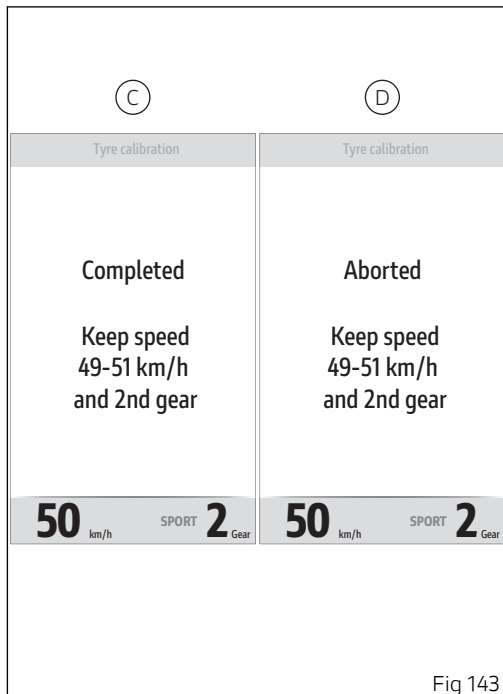 C
D
Tyre calibration
Completed
Keep speed
49-51 km/h
and 2nd gear
50 km/h SPORT 2 Gear
Tyre calibration
Aborted
Keep speed
49-51 km/h
and 2nd gear
50 km/h SPORT 2 Gear
Fig 143